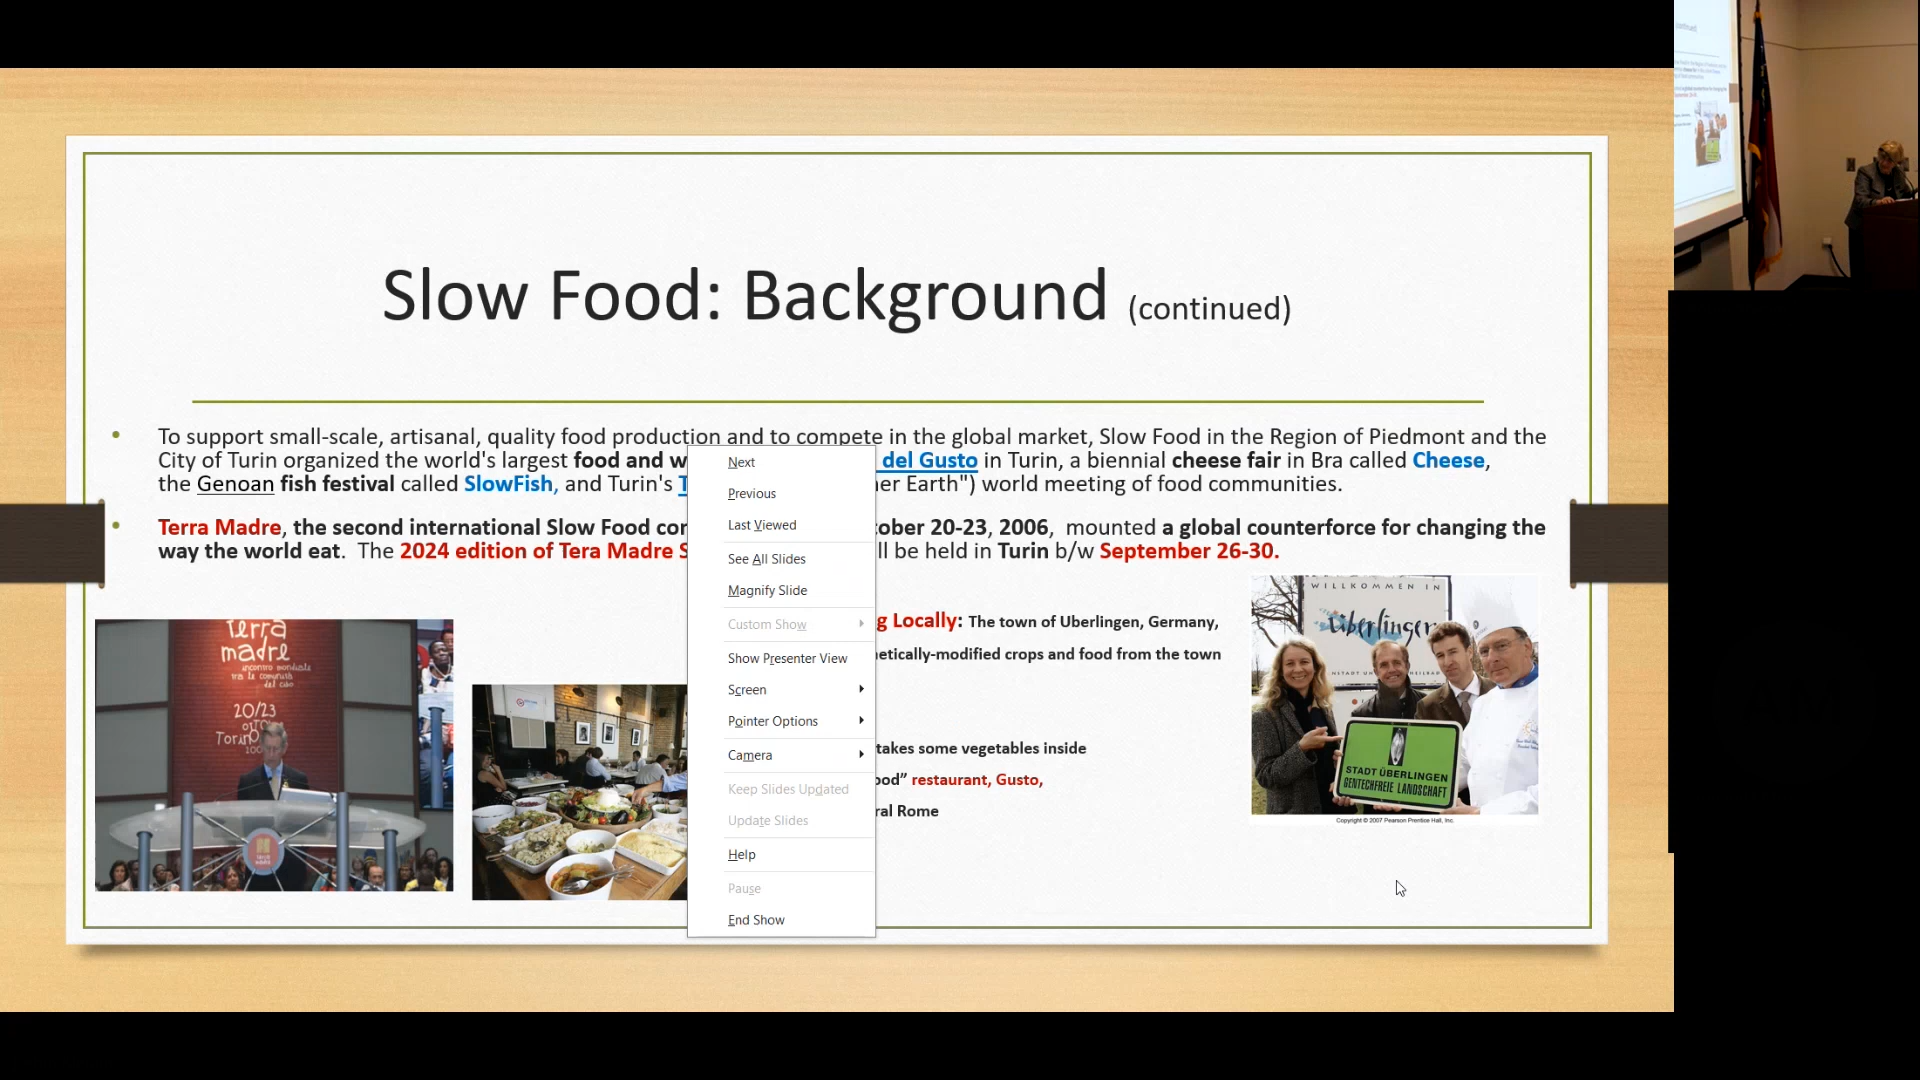 Slow Food: Background (continued)
• To support small-scale, artisanal, quality food production and to compete in the global market, Slow Food in the Region of Piedmont and the
City of Turin organized the world's largest food and w del Gusto in Turin, a biennial cheese fair in Bra called Cheese,
the Genoan fish festival called SlowFish, and Turin's T er Earth") world meeting of food communities.
• Terra Madre, the second international Slow Food con ober 20-23, 2006, mounted a global counterforce for changing the
way the world eat. The 2024 edition of Tera Madre S ll be held in Turin b/w September 26-30.
Next
Previous
Last Viewed
See All Slides
Magnify Slide
Custom Show
Show Presenter View
Screen
Pointer Options
Camera
Keep Slides Updated
Update Slides
Help
Pause
End Show
g Locally: The town of Uberlingen, Germany,
etically-modified crops and food from the town
takes some vegetables inside
ood” restaurant, Gusto,
ral Rome
terra
madre
incontro mondiale
tra le comunità
del cibo
20/23
Torino
WILLKOMMEN IN
Überlingen
STADT ÜBERLINGEN
GENTECHFREIE LANDSCHAFT
Copyright © 2007 Pearson Prentice Hall, Inc.